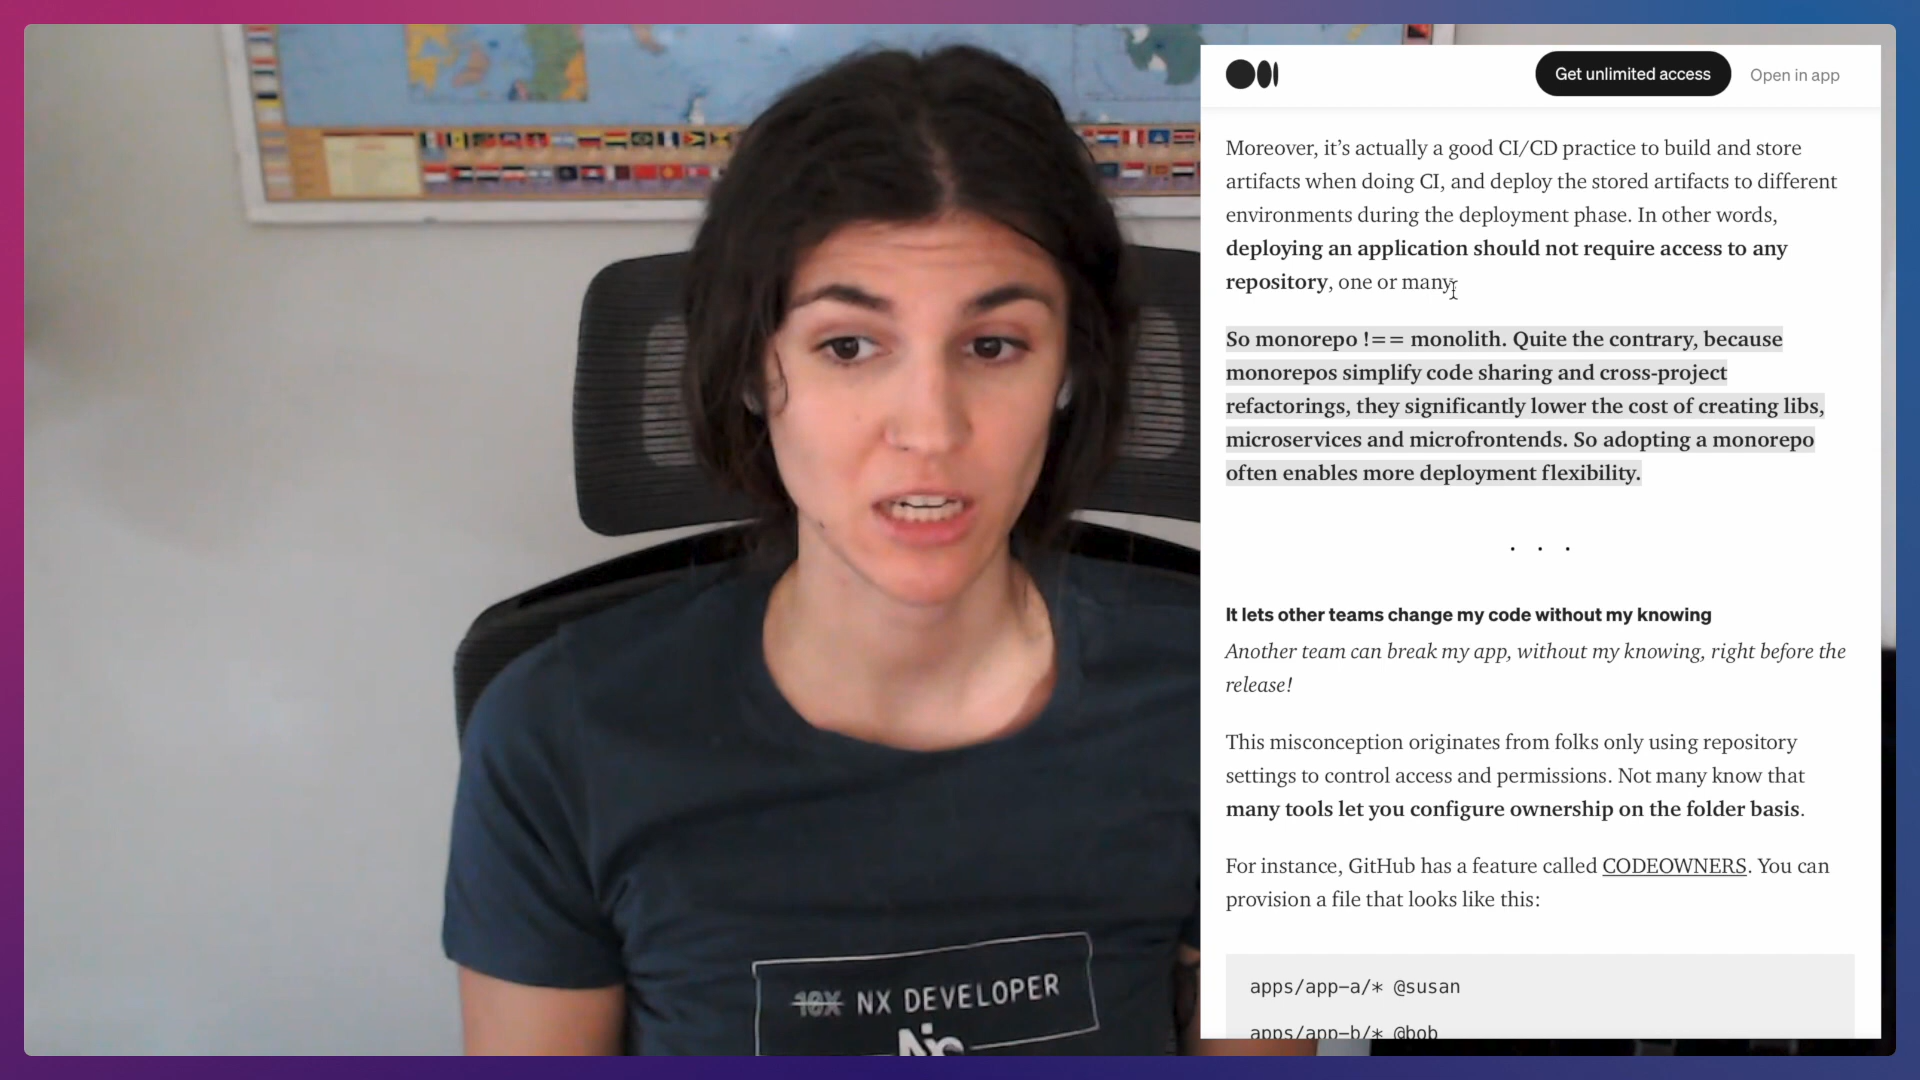 Get unlimited access
Open in app
Moreover, it’s actually a good CI/CD practice to build and store
artifacts when doing CI, and deploy the stored artifacts to different
environments during the deployment phase. In other words,
deploying an application should not require access to any
repository, one or many.
So monorepo !== monolith. Quite the contrary, because
monorepos simplify code sharing and cross-project
refactorings, they significantly lower the cost of creating libs,
microservices and microfrontends. So adopting a monorepo
often enables more deployment flexibility.
. . .
It lets other teams change my code without my knowing
Another team can break my app, without my knowing, right before the
release!
This misconception originates from folks only using repository
settings to control access and permissions. Not many know that
many tools let you configure ownership on the folder basis.
For instance, GitHub has a feature called CODEOWNERS. You can
provision a file that looks like this:
apps/app-a/* @susan
apps/app-b/* @bob
10X NX DEVELOPER